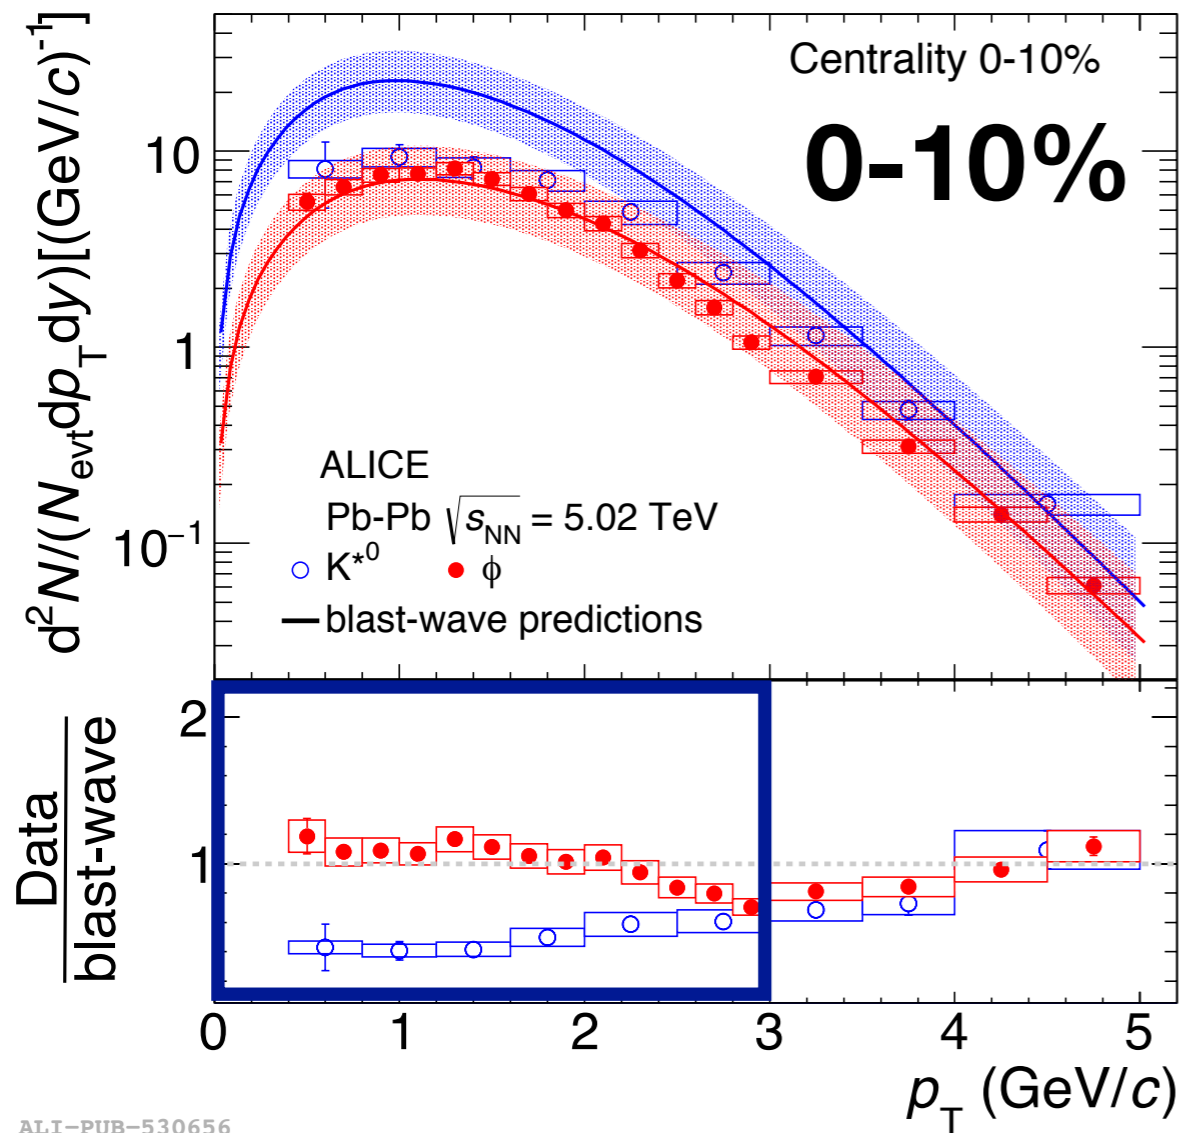 Centrality 0-10%
0-10%
d²N/(N_evt dp_T dy)[(GeV/c)⁻¹]
10
1
10⁻¹
ALICE
Pb-Pb √s_NN = 5.02 TeV
K*⁰ ϕ
blast-wave predictions
Data
blast-wave
2
1
0 1 2 3 4 5
p_T (GeV/c)
ALI-PUB-530656